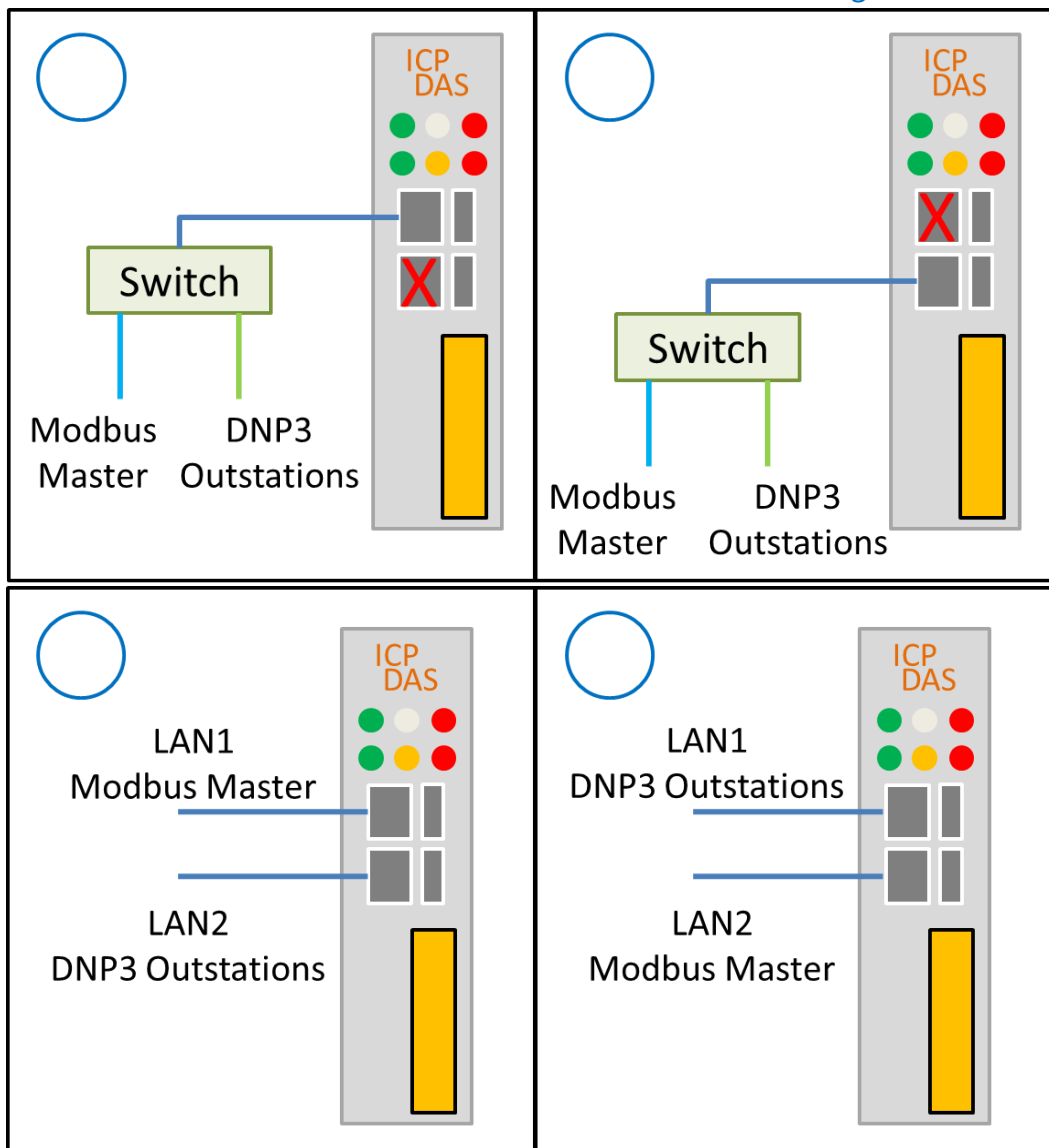 ICP
DAS
Switch
Modbus
Master
DNP3
Outstations
ICP
DAS
X
Switch
Modbus
Master
DNP3
Outstations
X
ICP
DAS
LAN1
Modbus Master
LAN2
DNP3 Outstations
ICP
DAS
LAN1
DNP3 Outstations
LAN2
Modbus Master